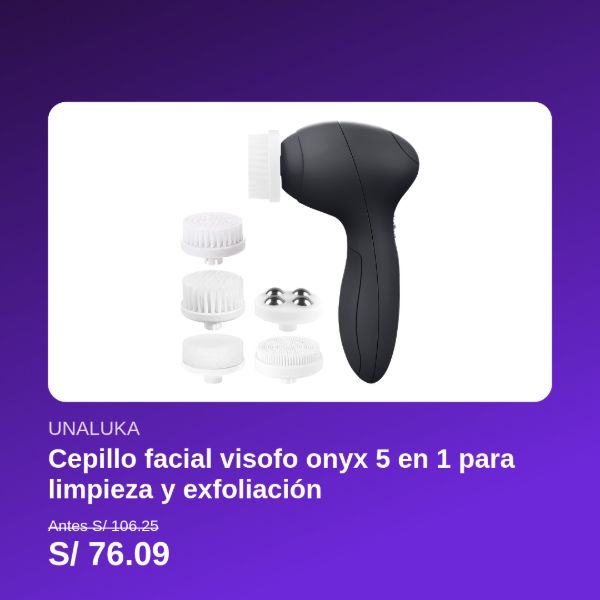 UNALUKA
Cepillo facial visofo onyx 5 en 1 para
limpieza y exfoliación
Antes S/ 106.25
S/ 76.09